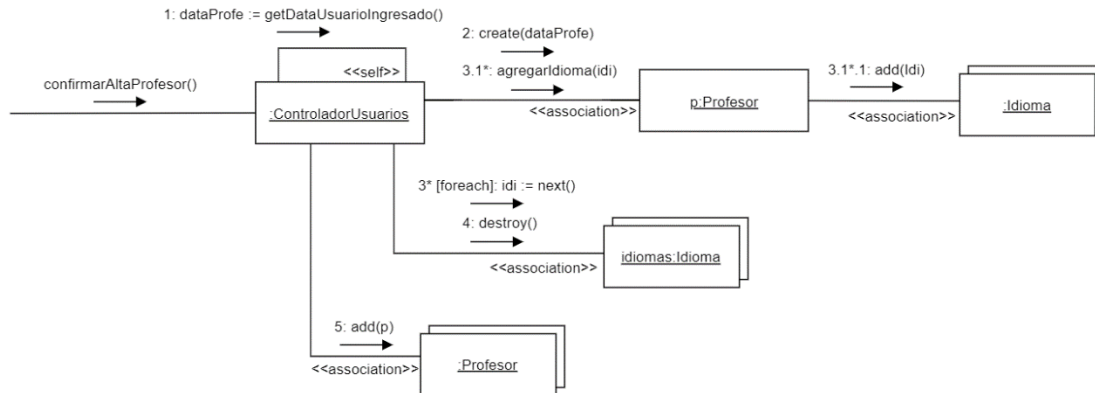 1: dataProfe := getDataUsuarioIngresado()
2: create(dataProfe)
<<self>>
3.1*: agregarIdioma(idi)
3.1*.1: add(Idi)
confirmarAltaProfesor()
:ControladorUsuarios
<<association>>
p:Profesor
<<association>>
:Idioma
3* [foreach]: idi := next()
4: destroy()
<<association>>
idiomas:Idioma
5: add(p)
<<association>>
:Profesor